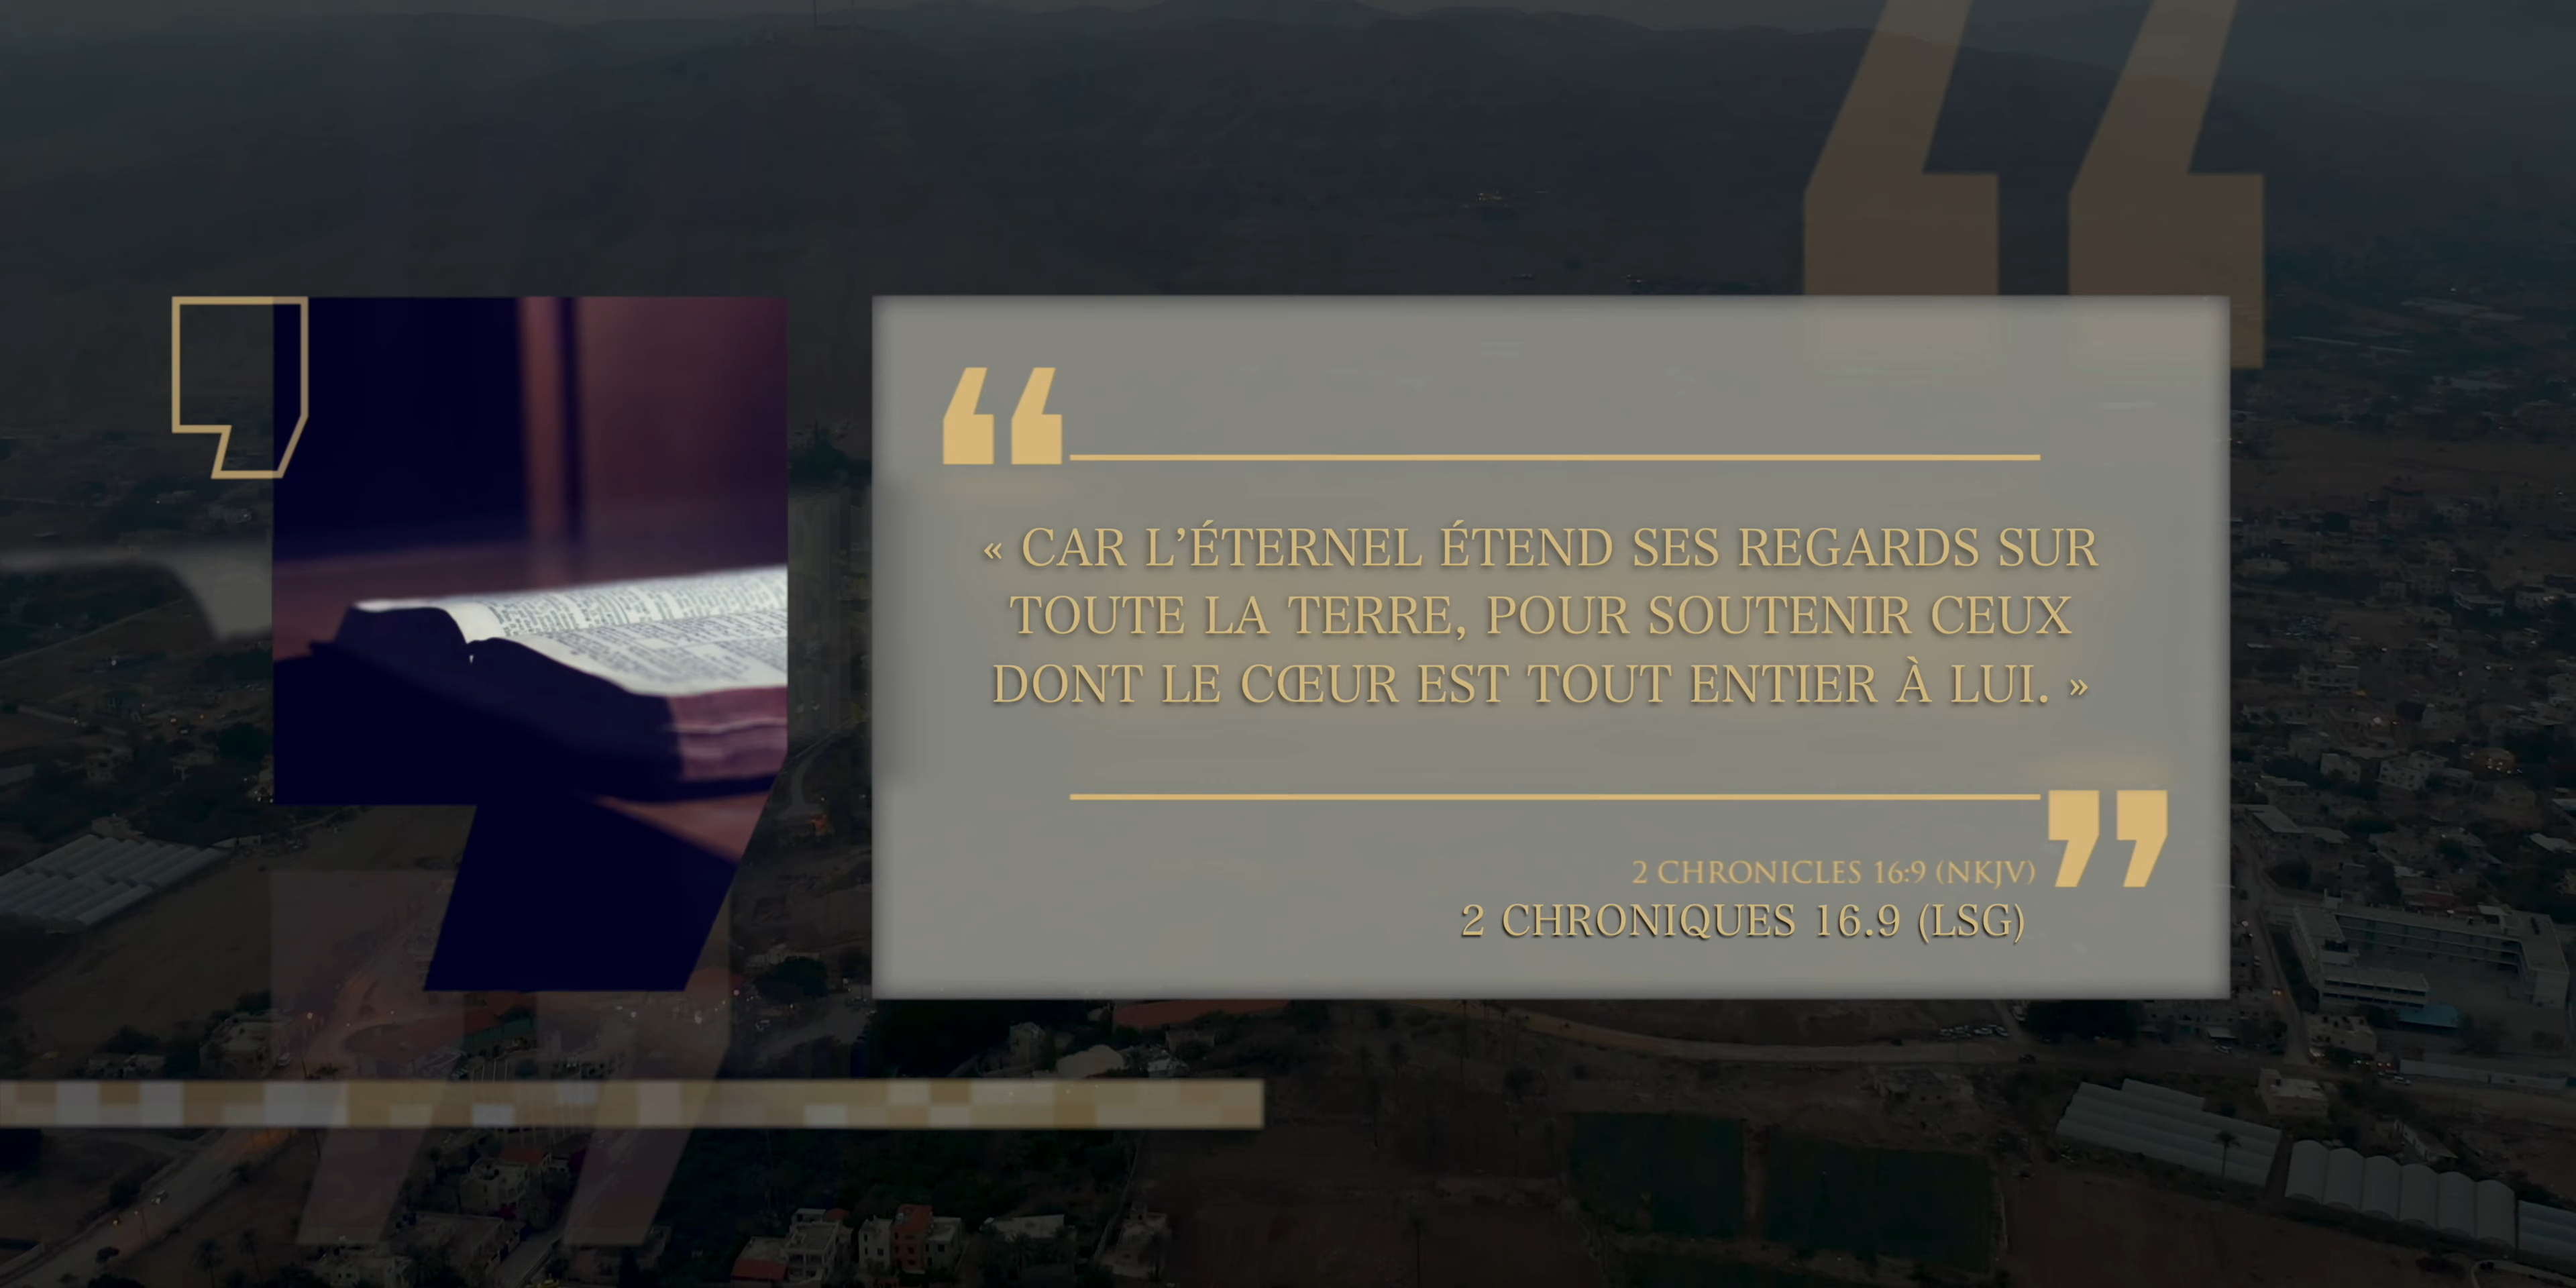 « CAR L’ÉTERNEL ÉTEND SES REGARDS SUR
TOUTE LA TERRE, POUR SOUTENIR CEUX
DONT LE CŒUR EST TOUT ENTIER À LUI. »
2 CHRONICLES 16:9 (NKJV)
2 CHRONIQUES 16.9 (LSG)